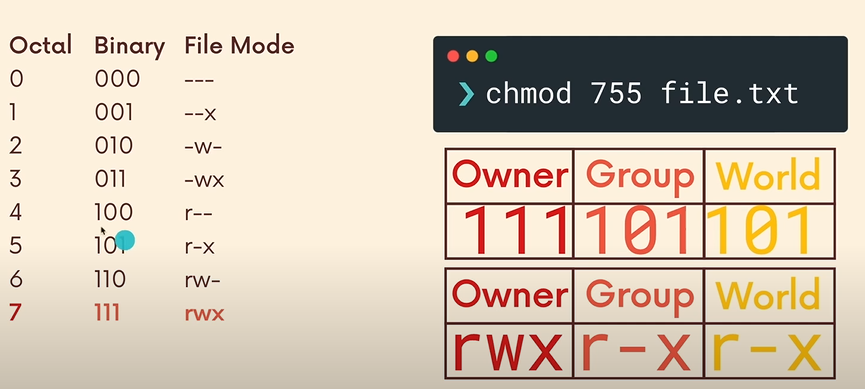 Octal Binary File Mode
0 000 ---
1 001 --x
2 010 -w-
3 011 -wx
4 100 r--
5 101 r-x
6 110 rw-
7 111 rwx
❯ chmod 755 file.txt
Owner Group World
111 101 101
Owner Group World
rwx r-x r-x